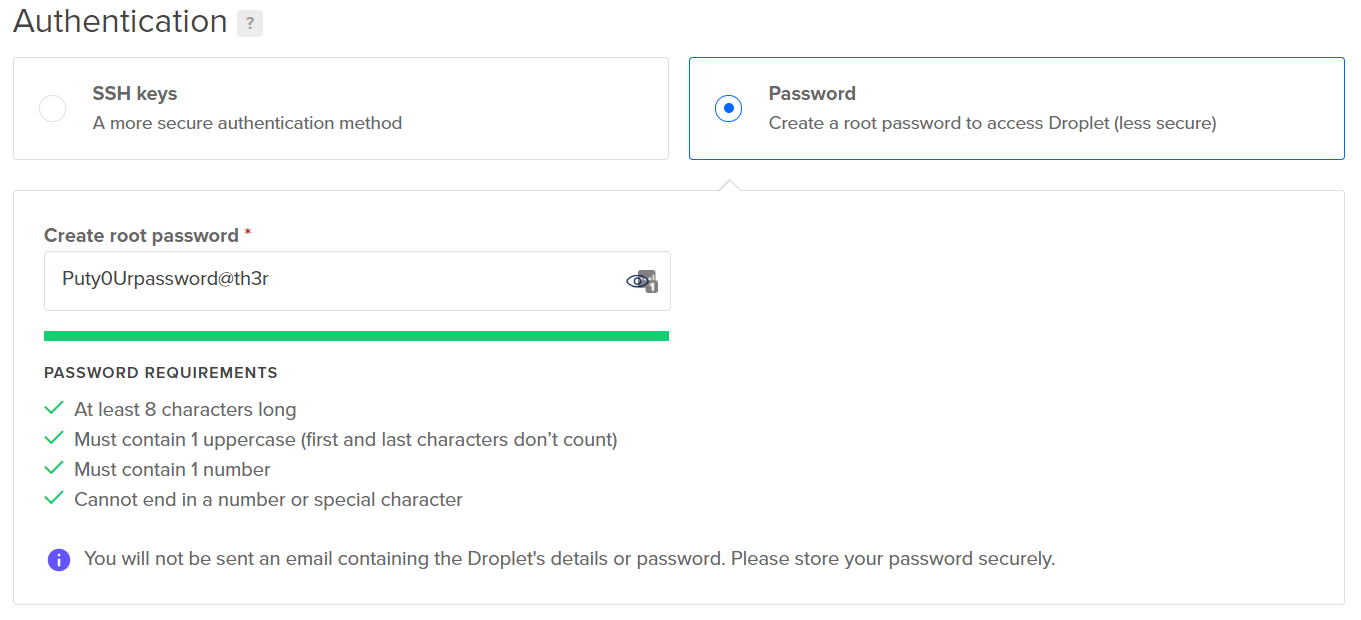 Authentication ?
SSH keys
A more secure authentication method
Password
Create a root password to access Droplet (less secure)
Create root password *
Puty0Urpassword@th3r
1
PASSWORD REQUIREMENTS
At least 8 characters long
Must contain 1 uppercase (first and last characters don’t count)
Must contain 1 number
Cannot end in a number or special character
You will not be sent an email containing the Droplet's details or password. Please store your password securely.